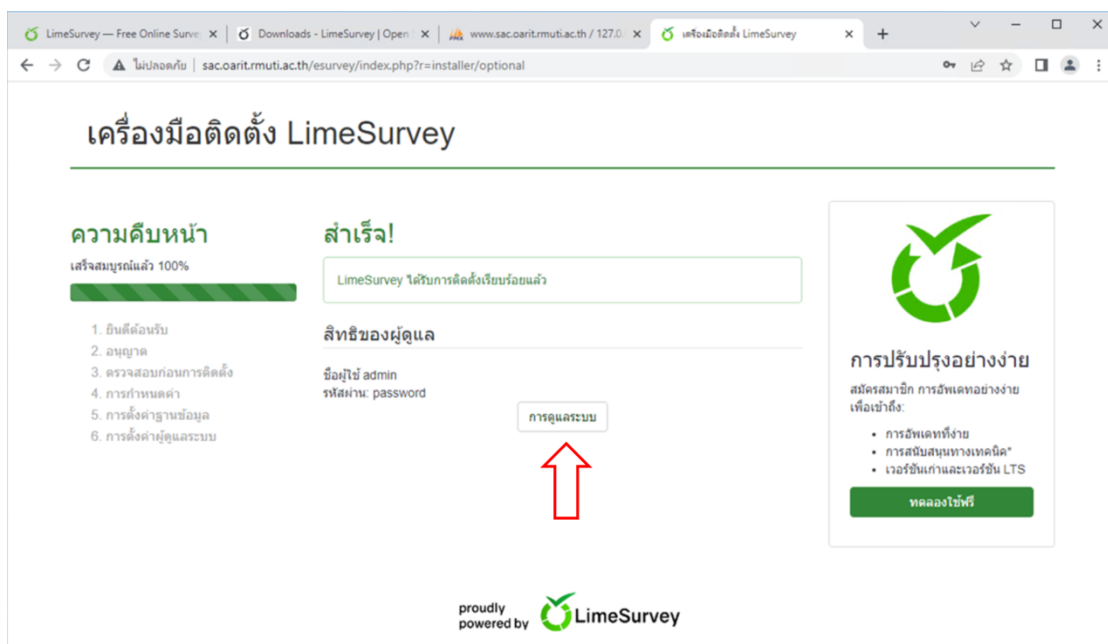 LimeSurvey — Free Online Surve
Downloads - LimeSurvey | Open
www.sac.oarit.rmuti.ac.th / 127.0.
เครื่องมือติดตั้ง LimeSurvey
ไม่ปลอดภัย
sac.oarit.rmuti.ac.th/esurvey/index.php?r=installer/optional
เครื่องมือติดตั้ง LimeSurvey
ความคืบหน้า
เสร็จสมบูรณ์แล้ว 100%
1. ยินดีต้อนรับ
2. อนุญาต
3. ตรวจสอบก่อนการติดตั้ง
4. การกำหนดค่า
5. การตั้งค่าฐานข้อมูล
6. การตั้งค่าผู้ดูแลระบบ
สำเร็จ!
LimeSurvey ได้รับการติดตั้งเรียบร้อยแล้ว
สิทธิของผู้ดูแล
ชื่อผู้ใช้ admin
รหัสผ่าน: password
การดูแลระบบ
การปรับปรุงอย่างง่าย
สมัครสมาชิก การอัพเดทอย่างง่าย
เพื่อเข้าถึง:
• การอัพเดทที่ง่าย
• การสนับสนุนทางเทคนิค*
• เวอร์ชันเก่าและเวอร์ชัน LTS
ทดลองใช้ฟรี
proudly
powered by
LimeSurvey